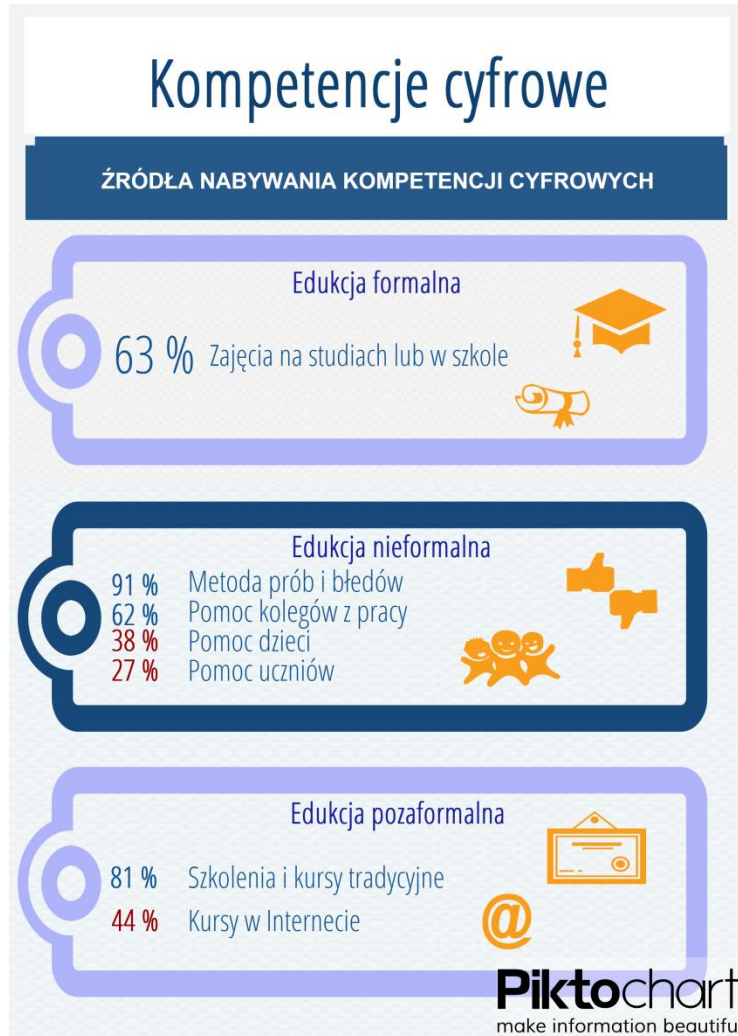 Kompetencje cyfrowe
ŹRÓDŁA NABYWANIA KOMPETENCJI CYFROWYCH
Edukcja formalna
63 % Zajęcia na studiach lub w szkole
Edukcja nieformalna
91 % Metoda prób i błędów
62 % Pomoc kolegów z pracy
38 % Pomoc dzieci
27 % Pomoc uczniów
Edukcja pozaformalna
81 % Szkolenia i kursy tradycyjne
44 % Kursy w Internecie
@
Piktochart
make information beautifu